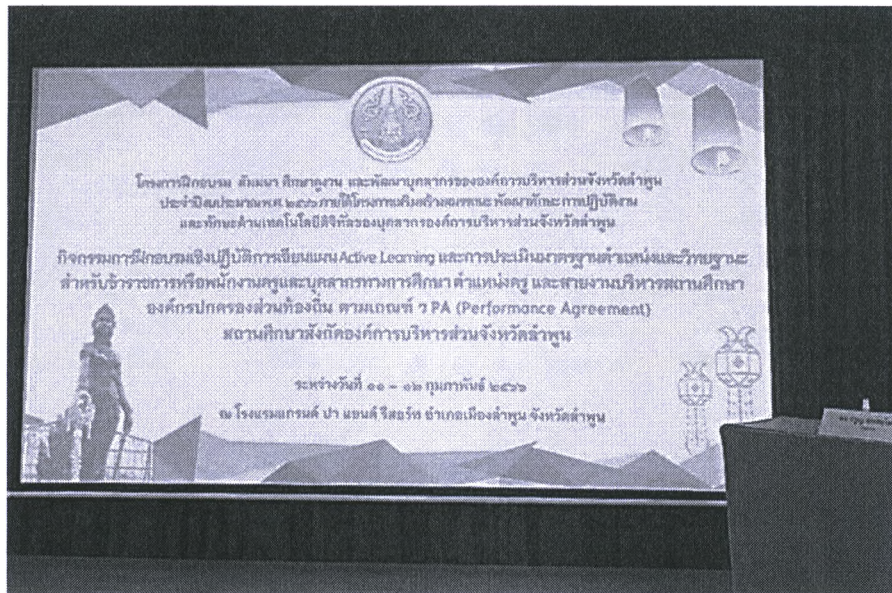 โครงการฝึกอบรม สัมมนา ศึกษาดูงาน และพัฒนาบุคลากรขององค์การบริหารส่วนจังหวัดลำพูน
ประจำปีงบประมาณ พ.ศ. ๒๕๖๖ ภายใต้โครงการเสริมสร้างสมรรถนะ พัฒนาทักษะ การปฏิบัติงาน
และทักษะด้านเทคโนโลยีดิจิทัลของบุคลากรองค์การบริหารส่วนจังหวัดลำพูน
กิจกรรมการฝึกอบรมเชิงปฏิบัติการเขียนแผน Active Learning และการประเมินมาตรฐานตำแหน่งและวิทยฐานะ
สำหรับข้าราชการหรือพนักงานครูและบุคลากรทางการศึกษา ตำแหน่งครู และสายงานบริหารสถานศึกษา
องค์กรปกครองส่วนท้องถิ่น ตามเกณฑ์ ว PA (Performance Agreement)
สถานศึกษาสังกัดองค์การบริหารส่วนจังหวัดลำพูน
ระหว่างวันที่ ๑๑ - ๑๒ กุมภาพันธ์ ๒๕๖๖
ณ โรงแรมแกรนด์ ปา แอนด์ รีสอร์ท อำเภอเมืองลำพูน จังหวัดลำพูน